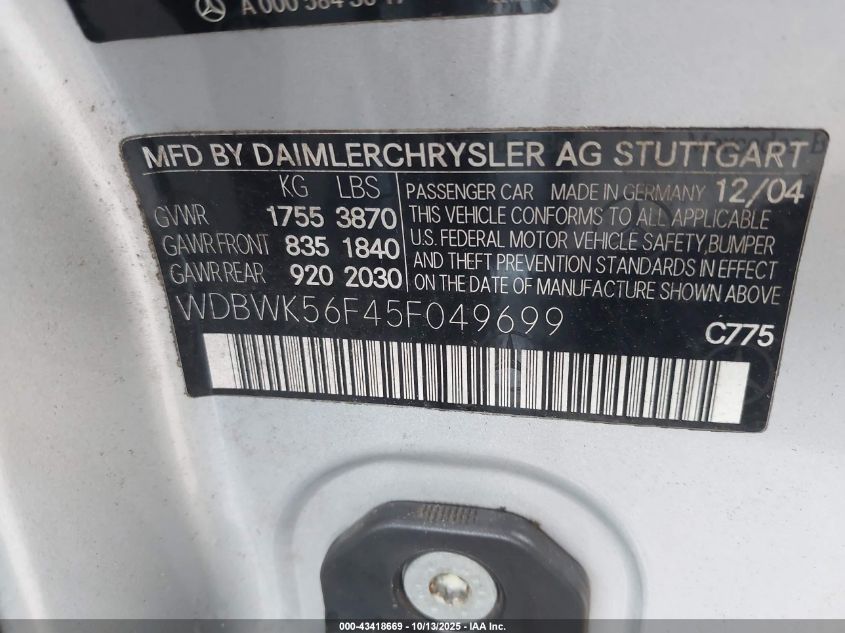 A 000 584
MFD BY DAIMLERCHRYSLER AG STUTTGART
KG LBS
GVWR 1755 3870
GAWR FRONT 835 1840
GAWR REAR 920 2030
PASSENGER CAR MADE IN GERMANY 12/04
THIS VEHICLE CONFORMS TO ALL APPLICABLE
U.S. FEDERAL MOTOR VEHICLE SAFETY,BUMPER
AND THEFT PREVENTION STANDARDS IN EFFECT
ON THE DATE OF MANUFACTURE SHOWN ABOVE
WDBWK56F45F049699
C775
000-43418669 - 10/13/2025 - IAA Inc.